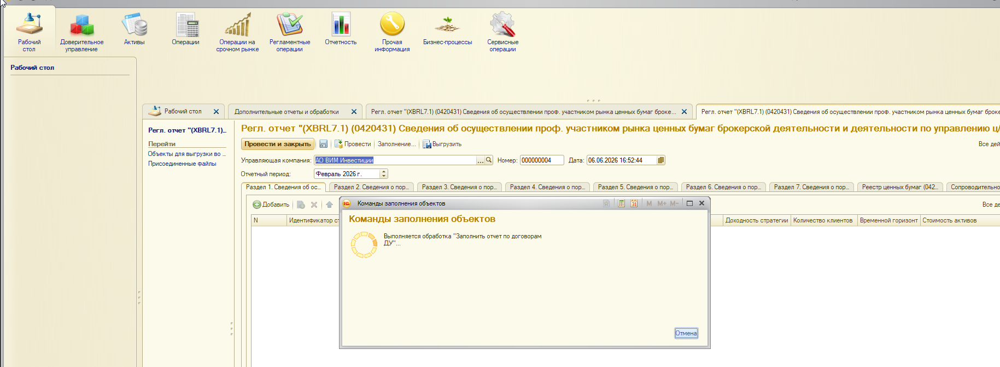 Рабочий стол
Доверительное управление
Активы
Операции
Операции на срочном рынке
Регламентные операции
Отчетность
Прочая информация
Бизнес-процессы
Сервисные операции
Рабочий стол
Рабочий стол
Дополнительные отчеты и обработки
Регл. отчет "(XBRL7.1) (0420431) Сведения об осуществлении проф. участником рынка ценных бумаг броке...
Регл. отчет "(XBRL7.1) (0420431) Сведения об осуществлении проф. участником рынка ценных бумаг броке
Регл. отчет "(XBRL7.1)...
Перейти
Объекты для выгрузки во ...
Присоединенные файлы
Регл. отчет "(XBRL7.1) (0420431) Сведения об осуществлении проф. участником рынка ценных бумаг брокерской деятельности и деятельности по управлению ц/
Провести и закрыть
Провести
Заполнение...
Выгрузить
Все дей
Управляющая компания: АО ВИМ Инвестиции ... Номер: 000000004 Дата: 06.06.2026 16:52:44
Отчетный период: Февраль 2026 г.
Раздел 1. Сведения об ос...
Раздел 2. Сведения о пор...
Раздел 3. Сведения о пор...
Раздел 4. Сведения о пор...
Раздел 5. Сведения о пор...
Раздел 6. Сведения о пор...
Раздел 7. Сведения о пор...
Реестр ценных бумаг (042...
Сопроводительно
Добавить
Все де
N
Идентификатор ст
Доходность стратегии
Количество клиентов
Временной горизонт
Стоимость активов
1С
Команды заполнения объектов
31
M M+ M-
Команды заполнения объектов
Выполняется обработка "Заполнить отчет по договорам
ДУ"...
Отмена